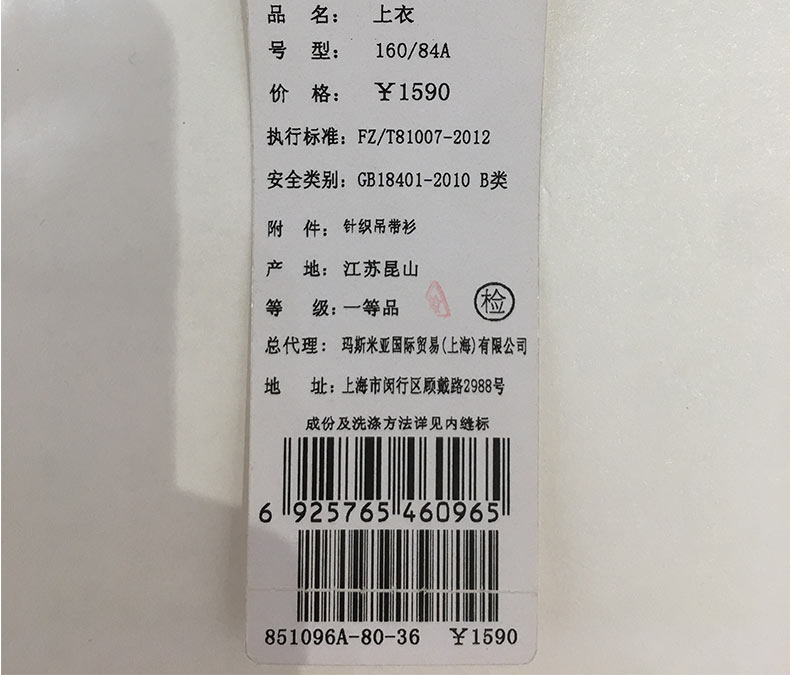 品 名: 上衣
号 型: 160/84A
价 格: ¥1590
执行标准: FZ/T81007-2012
安全类别: GB18401-2010 B类
附 件: 针织吊带衫
产 地: 江苏昆山
等 级: 一等品
检
总代理: 玛斯米亚国际贸易(上海)有限公司
地 址: 上海市闵行区顾戴路2988号
成份及洗涤方法详见内缝标
6 925765 460965
851096A-80-36 ¥1590